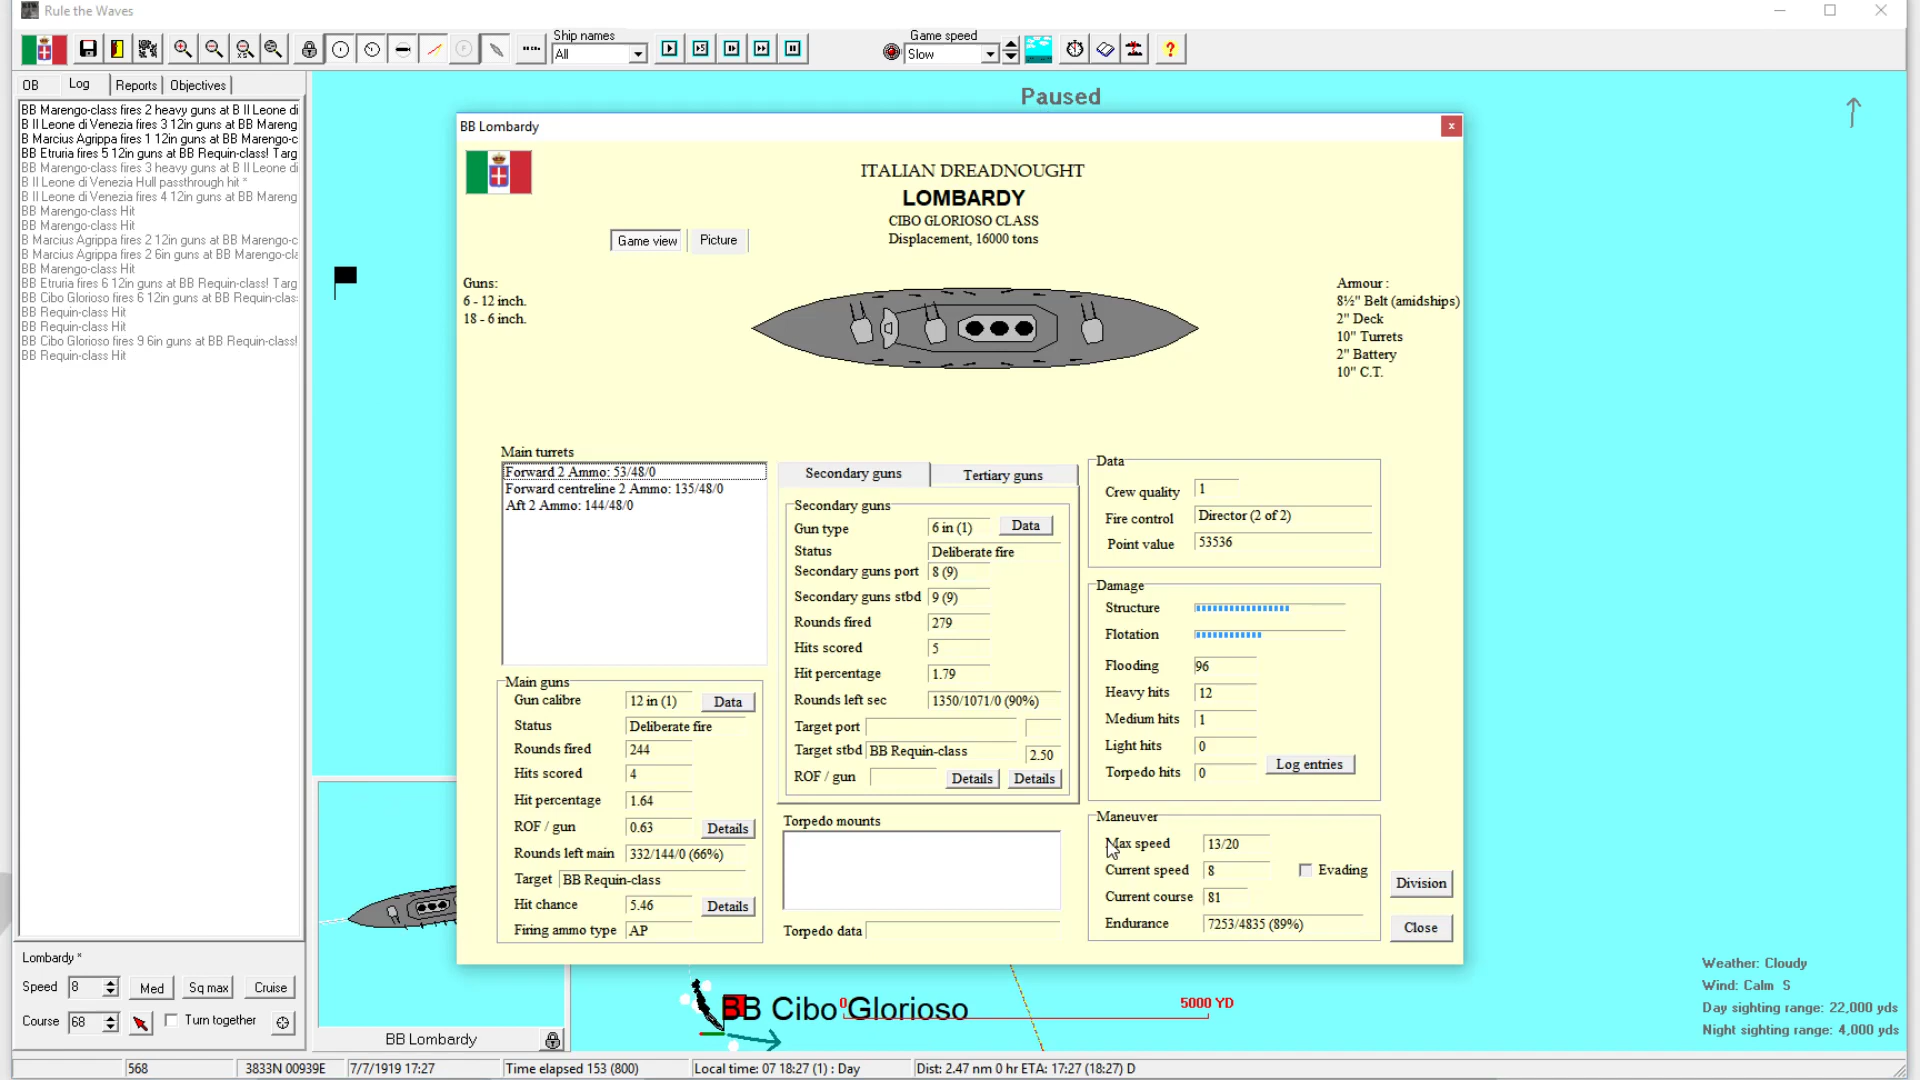 Rule the Waves
Ship names
All
Game speed
Slow
OB
Log
Reports
Objectives
BB Marengo-class fires 2 heavy guns at B Il Leone di
B Il Leone di Venezia fires 3 12in guns at BB Mareng
B Marcius Agrippa fires 1 12in guns at BB Marengo-c
BB Etruria fires 5 12in guns at BB Requin-class! Targ
BB Marengo-class fires 3 heavy guns at B Il Leone di
B Il Leone di Venezia Hull passthrough hit *
B Il Leone di Venezia fires 4 12in guns at BB Mareng
BB Marengo-class Hit
BB Marengo-class Hit
B Marcius Agrippa fires 2 12in guns at BB Marengo-c
B Marcius Agrippa fires 2 6in guns at BB Marengo-cla
BB Marengo-class Hit
BB Etruria fires 6 12in guns at BB Requin-class! Targ
BB Cibo Glorioso fires 6 12in guns at BB Requin-clas
BB Requin-class Hit
BB Requin-class Hit
BB Cibo Glorioso fires 9 6in guns at BB Requin-class!
BB Requin-class Hit
Paused
BB Lombardy
ITALIAN DREADNOUGHT
LOMBARDY
CIBO GLORIOSO CLASS
Displacement, 16000 tons
Game view
Picture
Guns:
6 - 12 inch.
18 - 6 inch.
Armour :
8½" Belt (amidships)
2" Deck
10" Turrets
2" Battery
10" C.T.
Main turrets
Forward 2 Ammo: 53/48/0
Forward centreline 2 Ammo: 135/48/0
Aft 2 Ammo: 144/48/0
Main guns
Gun calibre 12 in (1) Data
Status Deliberate fire
Rounds fired 244
Hits scored 4
Hit percentage 1.64
ROF / gun 0.63 Details
Rounds left main 332/144/0 (66%)
Target BB Requin-class
Hit chance 5.46 Details
Firing ammo type AP
Secondary guns
Tertiary guns
Secondary guns
Gun type 6 in (1) Data
Status Deliberate fire
Secondary guns port 8 (9)
Secondary guns stbd 9 (9)
Rounds fired 279
Hits scored 5
Hit percentage 1.79
Rounds left sec 1350/1071/0 (90%)
Target port
Target stbd BB Requin-class 2.50
ROF / gun Details Details
Torpedo mounts
Torpedo data
Data
Crew quality 1
Fire control Director (2 of 2)
Point value 53536
Damage
Structure
Flotation
Flooding 96
Heavy hits 12
Medium hits 1
Light hits 0
Torpedo hits 0
Log entries
Maneuver
Max speed 13/20
Current speed 8 Evading
Current course 81
Endurance 7253/4835 (89%)
Division
Close
Lombardy *
Speed 8 Med Sq max Cruise
Course 68 Turn together
BB Lombardy
BB Cibo Glorioso
0
5000 YD
Weather: Cloudy
Wind: Calm S
Day sighting range: 22,000 yds
Night sighting range: 4,000 yds
568
3833N 00939E
7/7/1919 17:27
Time elapsed 153 (800)
Local time: 07 18:27 (1) : Day
Dist: 2.47 nm 0 hr ETA: 17:27 (18:27) D